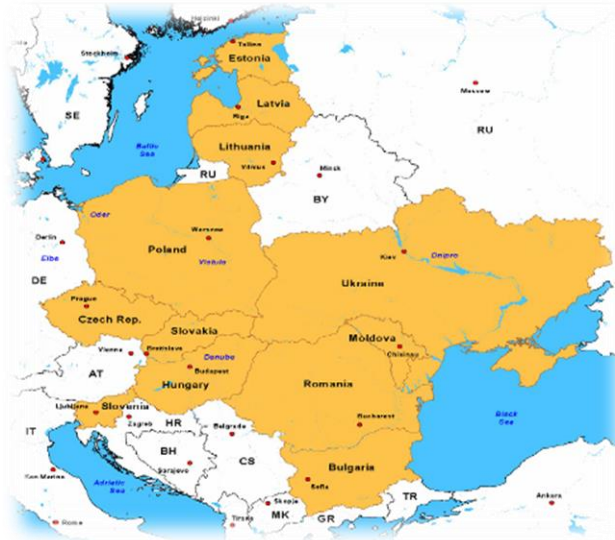 Helsinki
Tallinn
Estonia
Stockholm
Moscow
Riga
Latvia
SE
RU
Baltic
Sea
Lithuania
Vilnius
RU
Minsk
BY
Oder
Berlin
Warsaw
Poland
Kiev
Dnipro
Elbe
Vistula
DE
Ukraine
Prague
Czech Rep.
Slovakia
Moldova
Vienna
Bratislava
Danube
Chisinau
AT
Budapest
Hungary
Romania
Ljubljana
Slovenia
Zagreb
HR
Belgrade
Bucharest
Black
Sea
IT
BH
CS
Sarajevo
Bulgaria
San Marino
Adriatic
Sea
Sofia
Skopje
TR
Ankara
Rome
Tirana
MK
GR